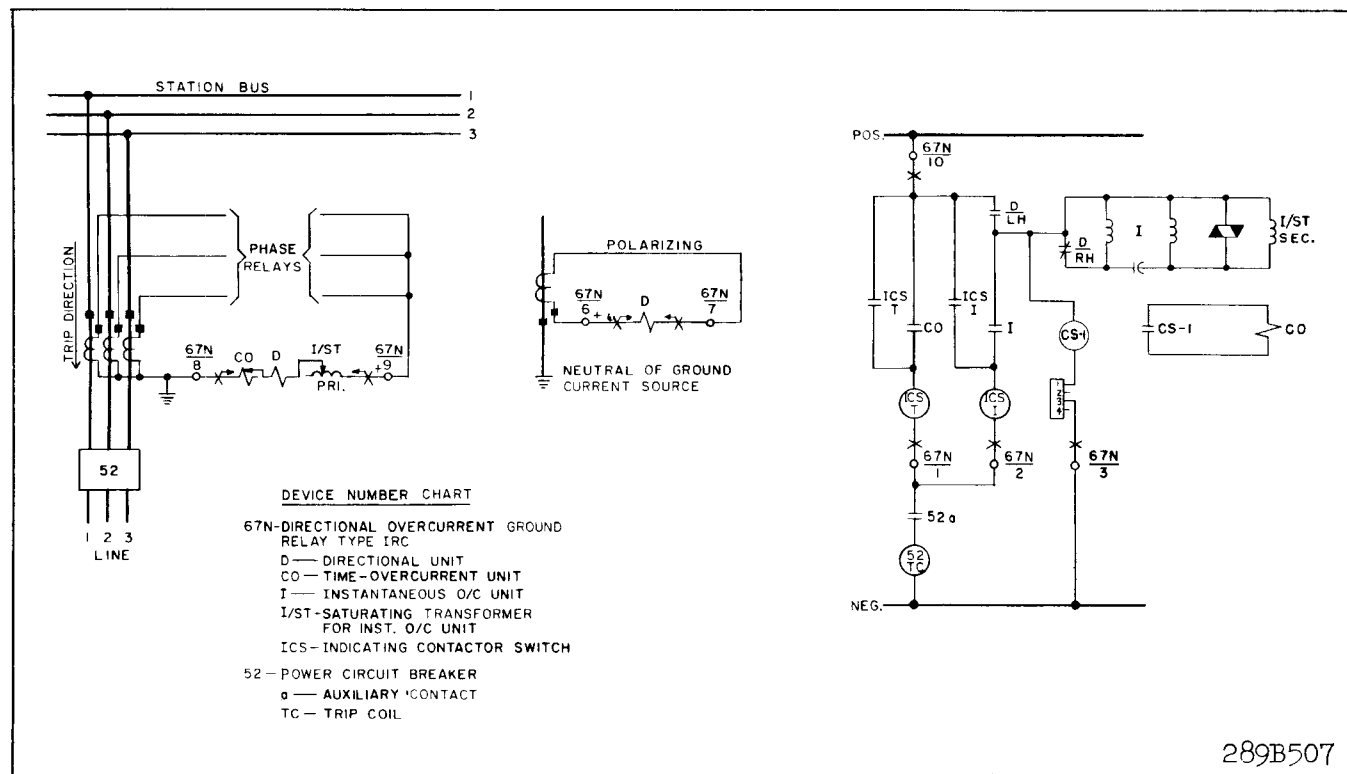 STATION BUS
1
2
3
TRIP DIRECTION
PHASE
RELAYS
67N
8
CO
D
I/ST
PRI.
67N
+9
52
1 2 3
LINE
POLARIZING
67N
6 +
D
67N
7
NEUTRAL OF GROUND
CURRENT SOURCE
POS.
67N
10
D
LH
D
RH
I
I/ST
SEC.
ICS
T
CO
ICS
I
I
CS-1
CS-1
CO
ICS
T
ICS
I
1
2
3
4
67N
1
67N
2
67N
3
52a
52
TC
NEG.
DEVICE NUMBER CHART
67N-DIRECTIONAL OVERCURRENT GROUND
RELAY TYPE IRC
D — DIRECTIONAL UNIT
CO — TIME-OVERCURRENT UNIT
I — INSTANTANEOUS O/C UNIT
I/ST-SATURATING TRANSFORMER
FOR INST. O/C UNIT
ICS-INDICATING CONTACTOR SWITCH
52 - POWER CIRCUIT BREAKER
a — AUXILIARY CONTACT
TC — TRIP COIL
289B507